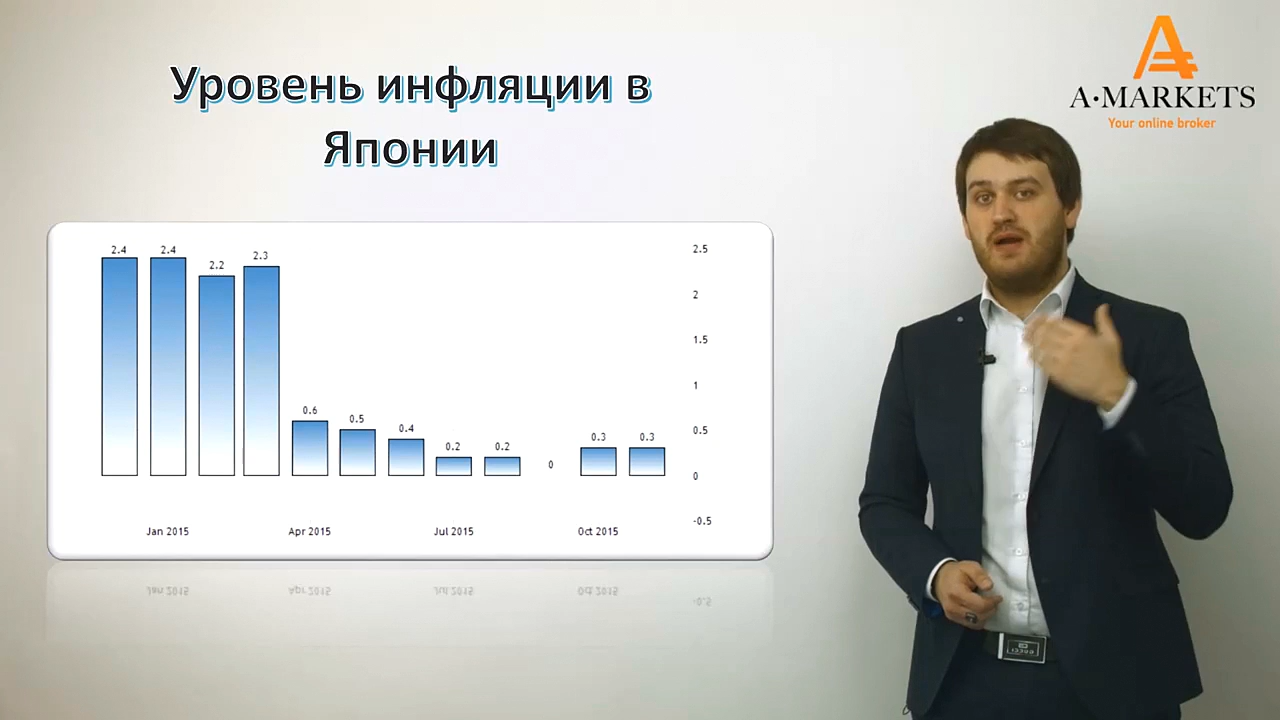 Уровень инфляции в
Японии
A•MARKETS
Your online broker
2.4
2.4
2.2
2.3
0.6
0.5
0.4
0.2
0.2
0
0.3
0.3
2.5
2
1.5
1
0.5
0
-0.5
Jan 2015
Apr 2015
Jul 2015
Oct 2015
GUCCI